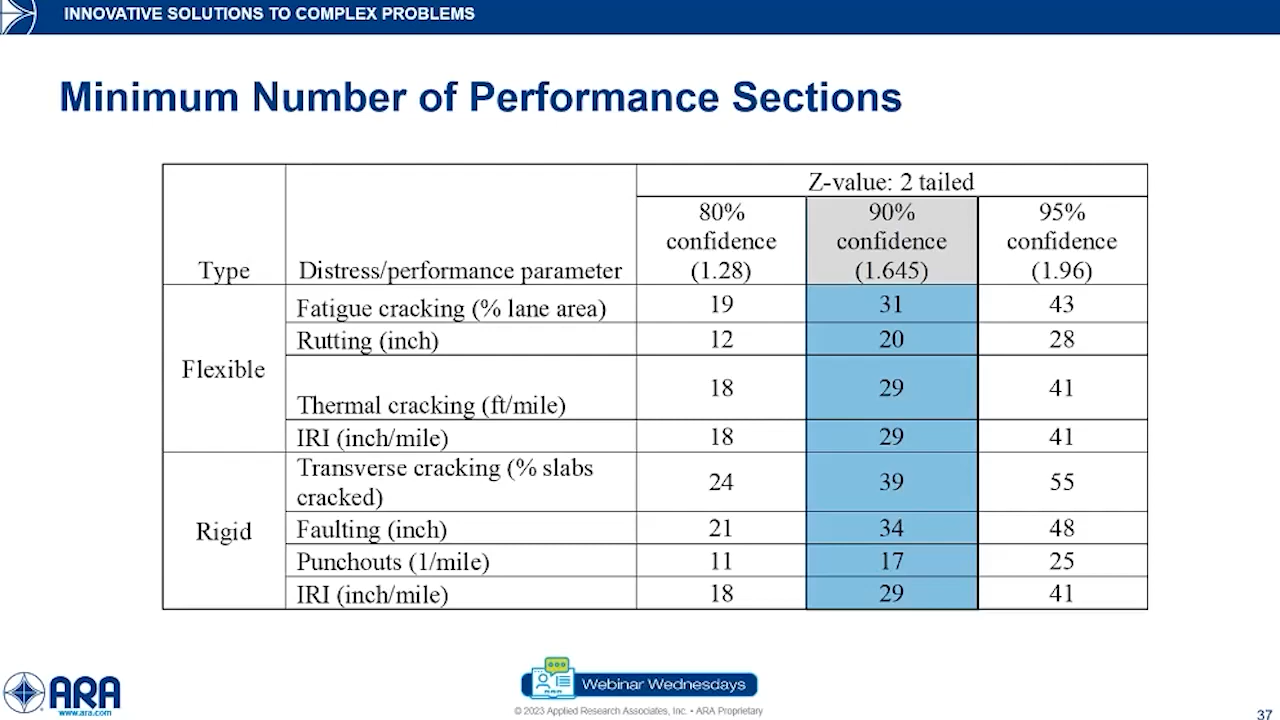 INNOVATIVE SOLUTIONS TO COMPLEX PROBLEMS
Minimum Number of Performance Sections
Z-value: 2 tailed
Type Distress/performance parameter 80% confidence (1.28) 90% confidence (1.645) 95% confidence (1.96)
Flexible
Fatigue cracking (% lane area) 19 31 43
Rutting (inch) 12 20 28
Thermal cracking (ft/mile) 18 29 41
IRI (inch/mile) 18 29 41
Rigid
Transverse cracking (% slabs
cracked) 24 39 55
Faulting (inch) 21 34 48
Punchouts (1/mile) 11 17 25
IRI (inch/mile) 18 29 41
ARA
www.ara.com
Webinar Wednesdays
© 2023 Applied Research Associates, Inc. • ARA Proprietary
37